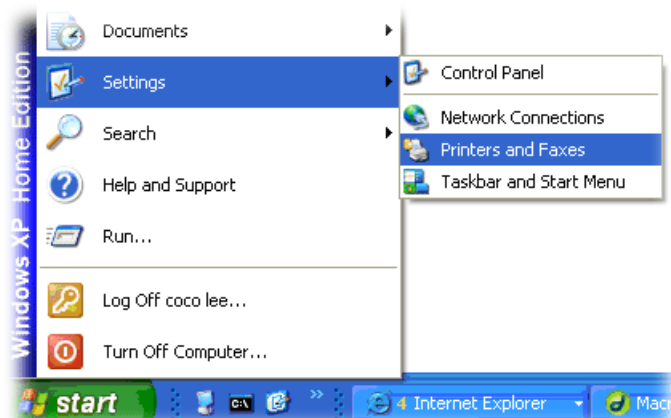 Documents
Settings
Search
Help and Support
Run...
Log Off coco lee...
Turn Off Computer...
Control Panel
Network Connections
Printers and Faxes
Taskbar and Start Menu
Windows XP Home Edition
start
C:\
4 Internet Explorer